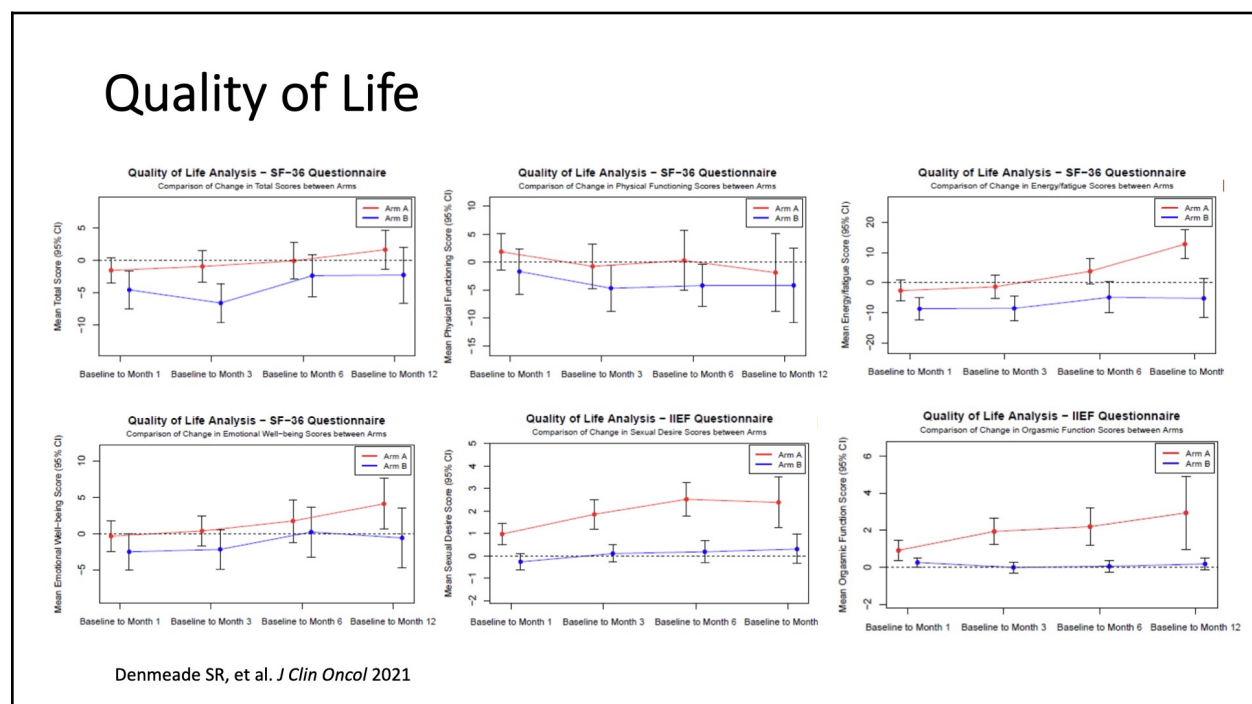 Quality of Life
Quality of Life Analysis − SF−36 Questionnaire
Comparison of Change in Total Scores between Arms
Arm A
Arm B
Mean Total Score (95% CI)
5
0
−5
−10
Baseline to Month 1
Baseline to Month 3
Baseline to Month 6
Baseline to Month 12
Quality of Life Analysis − SF−36 Questionnaire
Comparison of Change in Physical Functioning Scores between Arms
Arm A
Arm B
Mean Physical Functioning Score (95% CI)
10
5
0
−5
−10
−15
Baseline to Month 1
Baseline to Month 3
Baseline to Month 6
Baseline to Month 12
Quality of Life Analysis − SF−36 Questionnaire
Comparison of Change in Energy/fatigue Scores between Arms
Arm A
Arm B
Mean Energy/fatigue Score (95% CI)
20
10
0
−10
−20
Baseline to Month 1
Baseline to Month 3
Baseline to Month 6
Baseline to Month
Quality of Life Analysis − SF−36 Questionnaire
Comparison of Change in Emotional Well−being Scores between Arms
Arm A
Arm B
Mean Emotional Well−being Score (95% CI)
10
5
0
−5
Baseline to Month 1
Baseline to Month 3
Baseline to Month 6
Baseline to Month 12
Quality of Life Analysis − IIEF Questionnaire
Comparison of Change in Sexual Desire Scores between Arms
Arm A
Arm B
Mean Sexual Desire Score (95% CI)
5
4
3
2
1
0
−1
−2
Baseline to Month 1
Baseline to Month 3
Baseline to Month 6
Baseline to Month 12
Quality of Life Analysis − IIEF Questionnaire
Comparison of Change in Orgasmic Function Scores between Arms
Arm A
Arm B
Mean Orgasmic Function Score (95% CI)
6
4
2
0
−2
Baseline to Month 1
Baseline to Month 3
Baseline to Month 6
Baseline to Month 12
Denmeade SR, et al. J Clin Oncol 2021